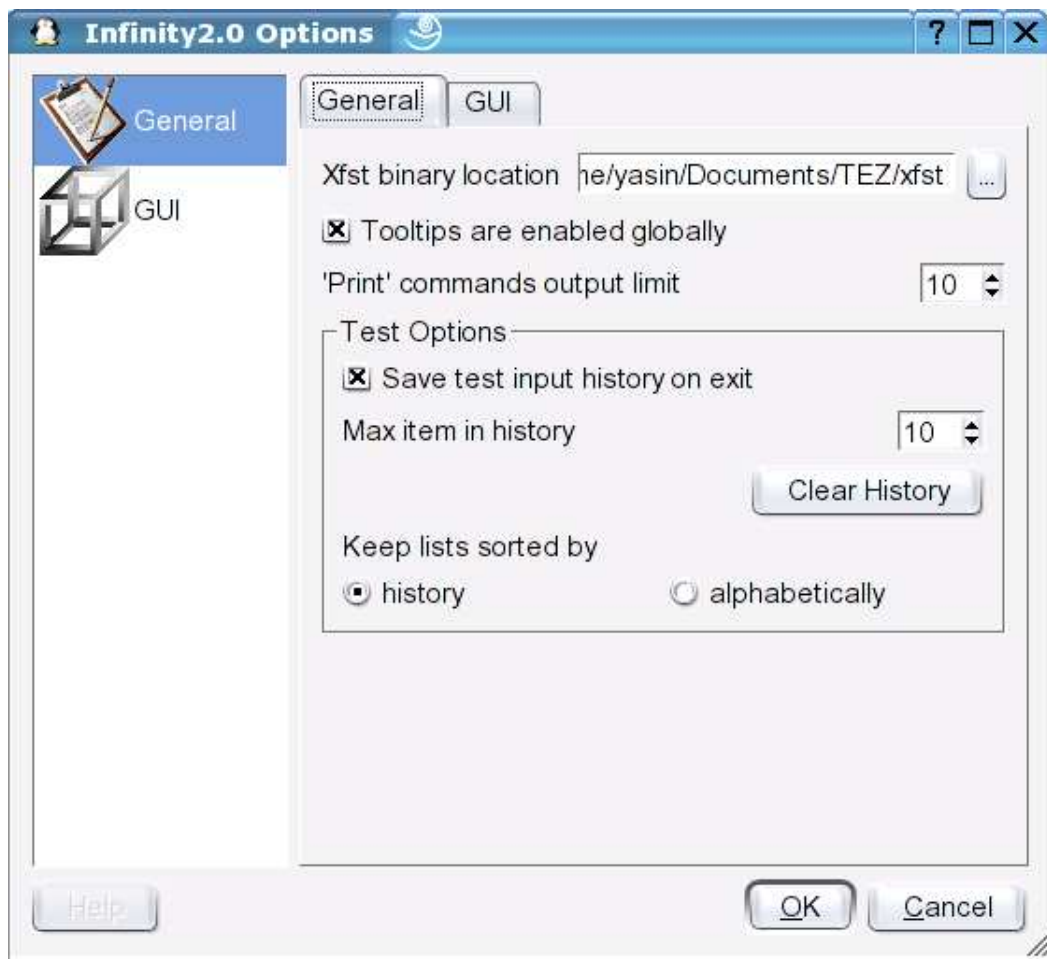 Infinity2.0 Options
General
GUI
General GUI
Xfst binary location ne/yasin/Documents/TEZ/xfst ...
Tooltips are enabled globally
'Print' commands output limit 10
Test Options
Save test input history on exit
Max item in history 10
Clear History
Keep lists sorted by
history alphabetically
Help OK Cancel